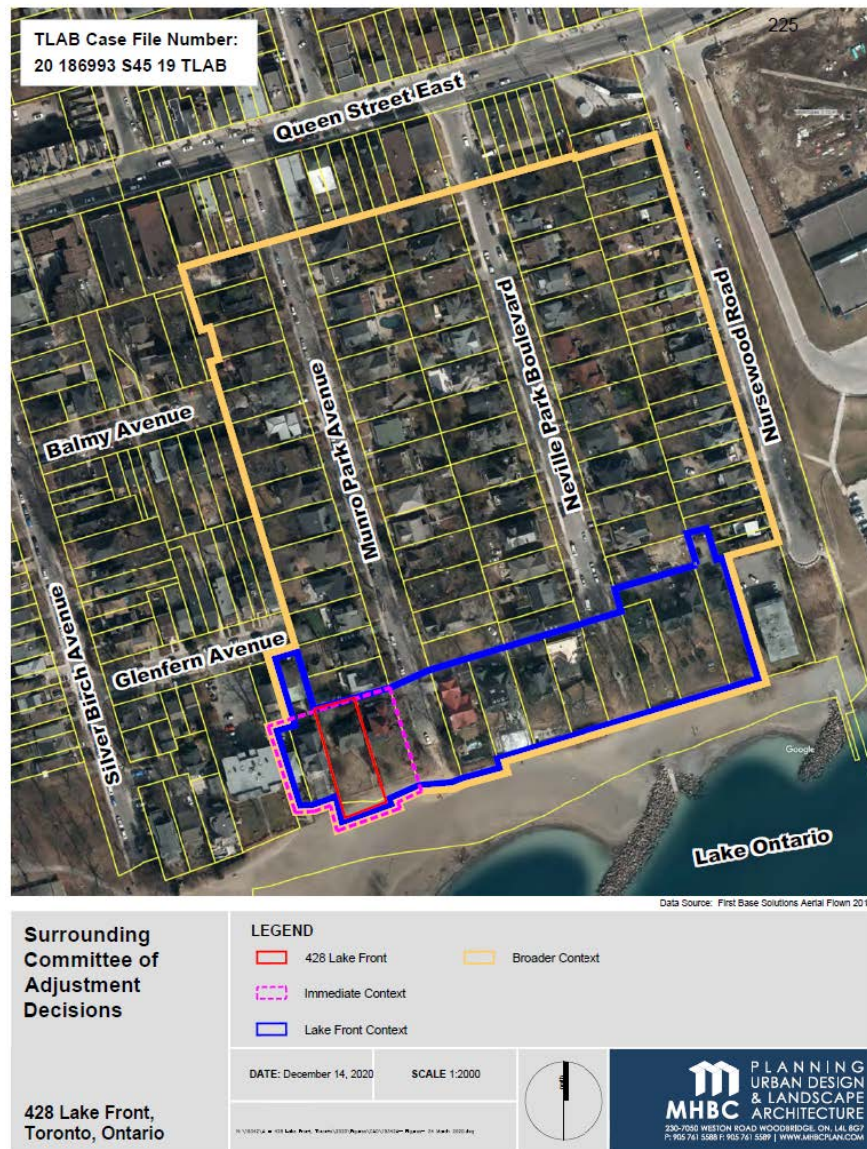 225
TLAB Case File Number:
20 186993 S45 19 TLAB
Queen Street East
Balmy Avenue
Munro Park Avenue
Neville Park Boulevard
Nursewood Road
Glenfern Avenue
Silver Birch Avenue
Google
Lake Ontario
Data Source: First Base Solutions Aerial Flown 201
Surrounding
Committee of
Adjustment
Decisions
428 Lake Front,
Toronto, Ontario
LEGEND
428 Lake Front
Broader Context
Immediate Context
Lake Front Context
DATE: December 14, 2020
SCALE 1:2000
MHBC
PLANNING
URBAN DESIGN
& LANDSCAPE
ARCHITECTURE
230-7050 WESTON ROAD WOODBRIDGE, ON, L4L 8G7
P: 905 761 5588 F: 905 761 5589 | WWW.MHBCPLAN.COM